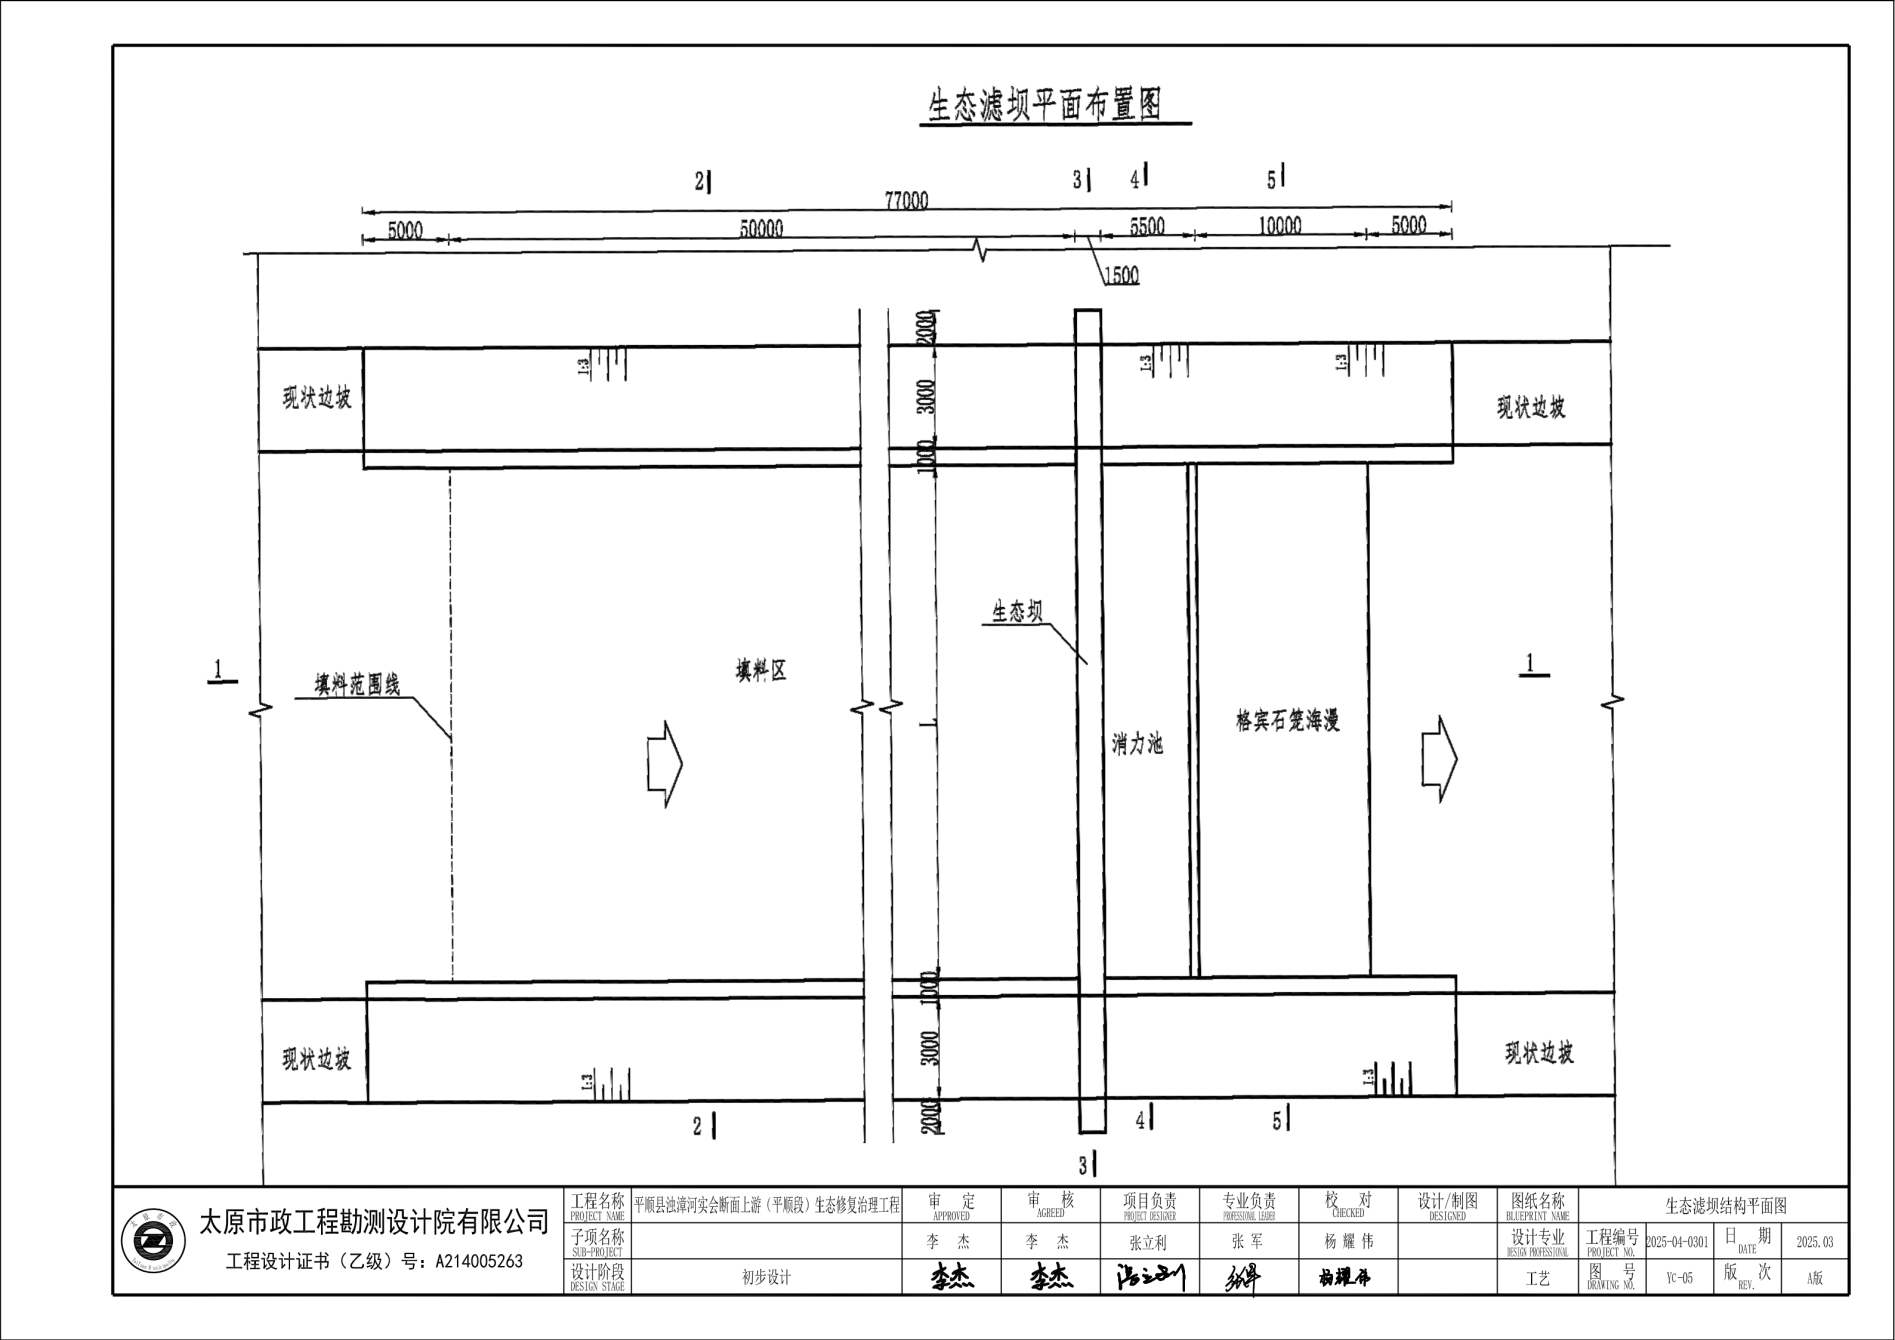 生态滤坝平面布置图
2 3 4 5
77000
5000 50000 5500 10000 5000
1500
2000
1:3 1:3 1:3
现状边坡 3000 现状边坡
1000
生态坝
1 填料范围线 填料区 1
L 消力池 格宾石笼海漫
1000
现状边坡 3000 现状边坡
1:3 1:3
2000
2 4 5
3
太原市政工程勘测设计院有限公司
工程设计证书（乙级）号：A214005263
工程名称 平顺县浊漳河实会断面上游（平顺段）生态修复治理工程 审 定 审 核 项目负责 专业负责 校 对 设计/制图 图纸名称 生态滤坝结构平面图
PROJECT NAME APPROVED AGREED PROJECT DESIGNER PROFESSIONAL LEADER CHECKED DESIGNED BLUEPRINT NAME
子项名称 李 杰 李 杰 张立利 张 军 杨 耀 伟 设计专业 工程编号 2025-04-0301 日 期 2025.03
SUB-PROJECT DESIGN PROFESSIONAL PROJECT NO. DATE
设计阶段 初步设计 李杰 李杰 张立利 张军 杨耀伟 工艺 图 号 YC-05 版 次 A版
DESIGN STAGE DRAWING NO. REV.